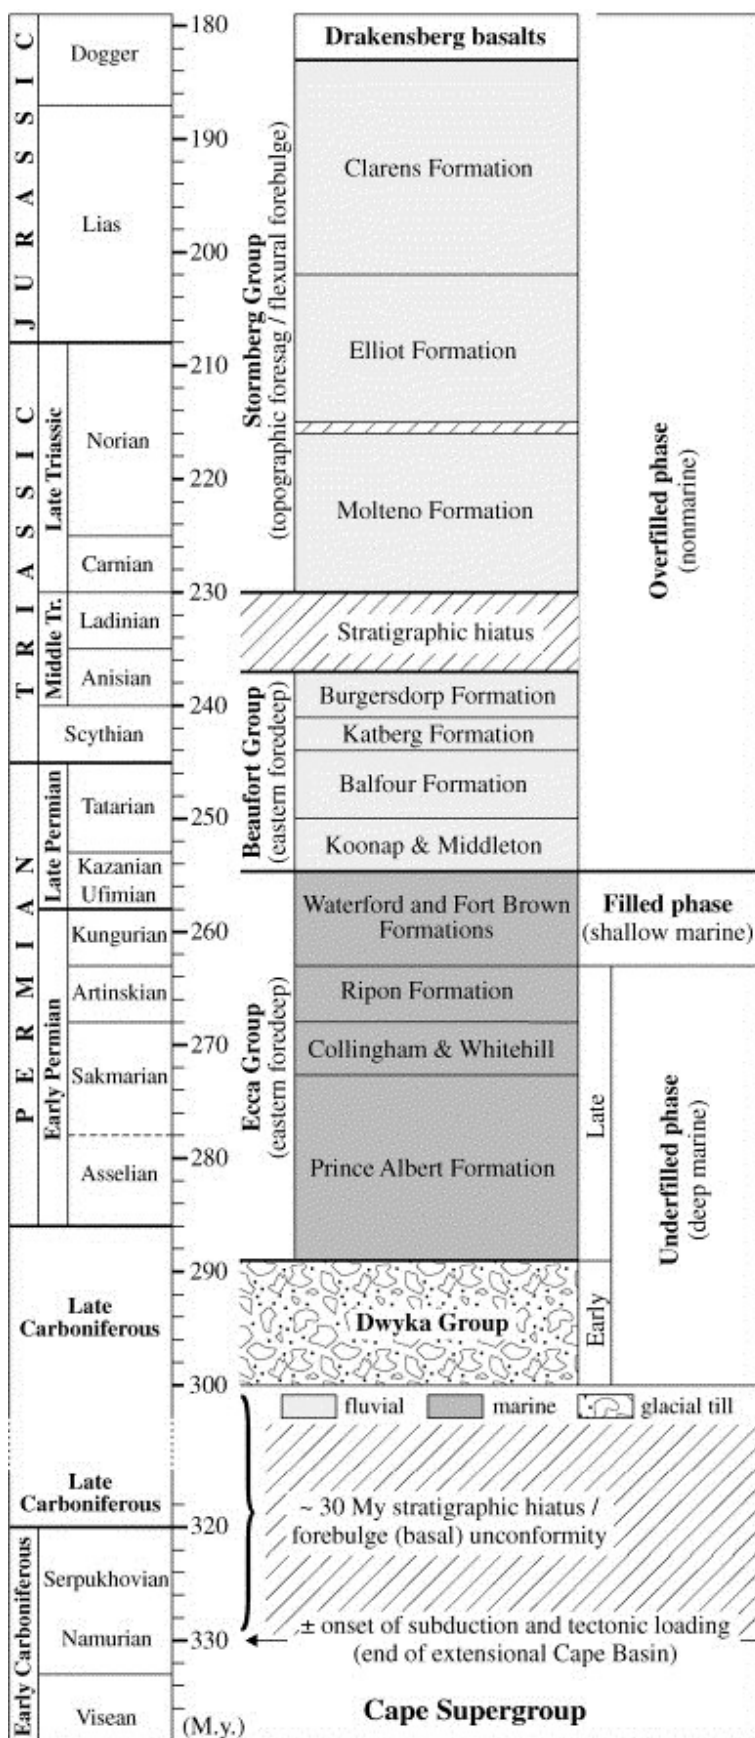 JURASSIC
Dogger
Lias
TRIASSIC
Late Triassic
Norian
Carnian
Middle Tr.
Ladinian
Anisian
Scythian
PERMIAN
Late Permian
Tatarian
Kazanian
Ufimian
Early Permian
Kungurian
Artinskian
Sakmarian
Asselian
Late
Carboniferous
Late
Carboniferous
Early Carboniferous
Serpukhovian
Namurian
Visean
180
190
200
210
220
230
240
250
260
270
280
290
300
320
330
(M.y.)
Stormberg Group
(topographic foresag / flexural forebulge)
Beaufort Group
(eastern foredeep)
Ecca Group
(eastern foredeep)
Drakensberg basalts
Clarens Formation
Elliot Formation
Molteno Formation
Stratigraphic hiatus
Burgersdorp Formation
Katberg Formation
Balfour Formation
Koonap & Middleton
Waterford and Fort Brown
Formations
Ripon Formation
Collingham & Whitehill
Prince Albert Formation
Dwyka Group
Overfilled phase
(nonmarine)
Filled phase
(shallow marine)
Late
Early
Underfilled phase
(deep marine)
fluvial
marine
glacial till
~ 30 My stratigraphic hiatus /
forebulge (basal) unconformity
± onset of subduction and tectonic loading
(end of extensional Cape Basin)
Cape Supergroup